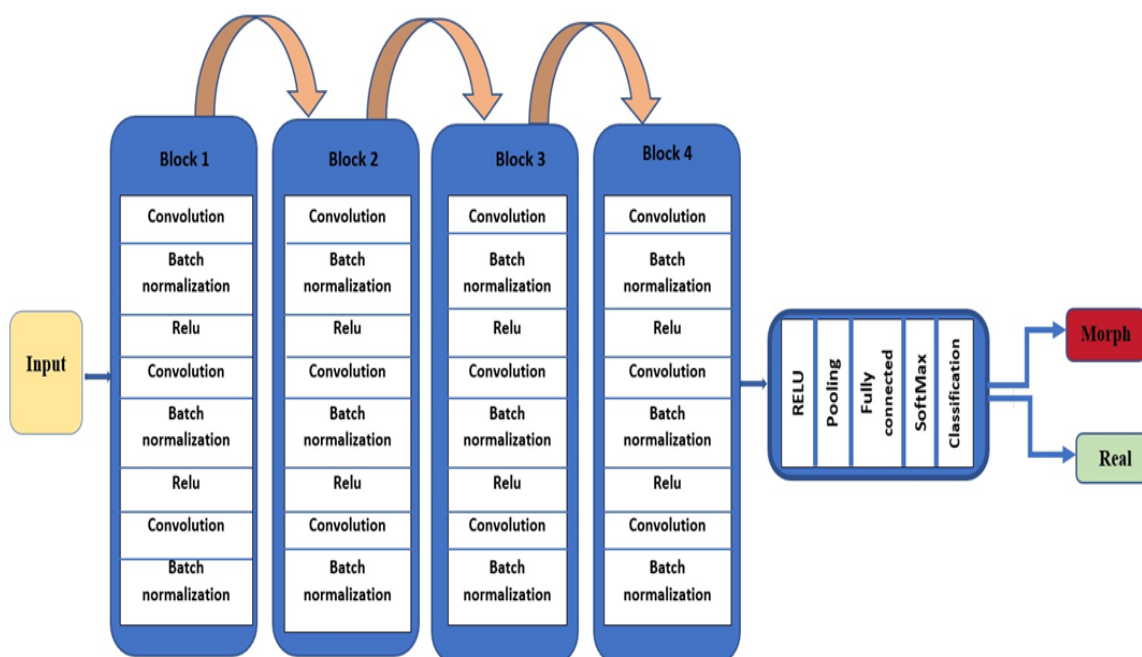 Input
Block 1
Convolution
Batch
normalization
Relu
Convolution
Batch
normalization
Relu
Convolution
Batch
normalization
Block 2
Convolution
Batch
normalization
Relu
Convolution
Batch
normalization
Relu
Convolution
Batch
normalization
Block 3
Convolution
Batch
normalization
Relu
Convolution
Batch
normalization
Relu
Convolution
Batch
normalization
Block 4
Convolution
Batch
normalization
Relu
Convolution
Batch
normalization
Relu
Convolution
Batch
normalization
RELU
Pooling
Fully
connected
SoftMax
Classification
Morph
Real